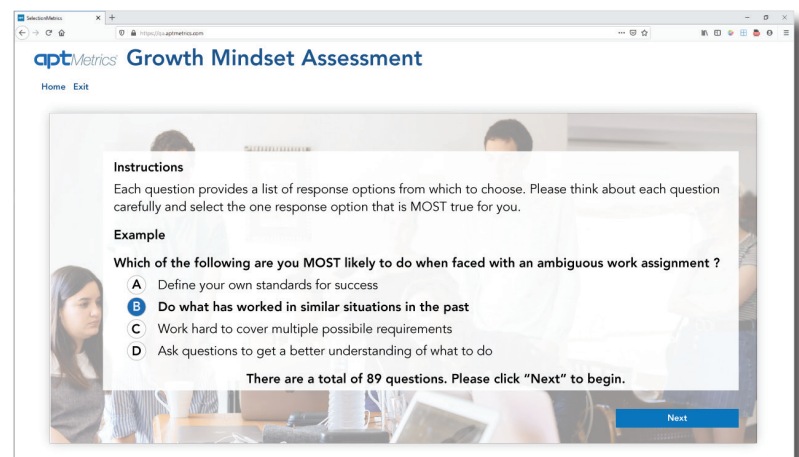 SelectionMetrics
https://qa.aptmetrics.com
aptMetrics Growth Mindset Assessment
Home Exit
Instructions
Each question provides a list of response options from which to choose. Please think about each question
carefully and select the one response option that is MOST true for you.
Example
Which of the following are you MOST likely to do when faced with an ambiguous work assignment ?
A Define your own standards for success
B Do what has worked in similar situations in the past
C Work hard to cover multiple possibile requirements
D Ask questions to get a better understanding of what to do
There are a total of 89 questions. Please click “Next” to begin.
Next